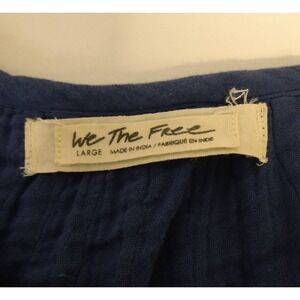 We The Free
LARGE MADE IN INDIA / FABRIQUÉ EN INDE